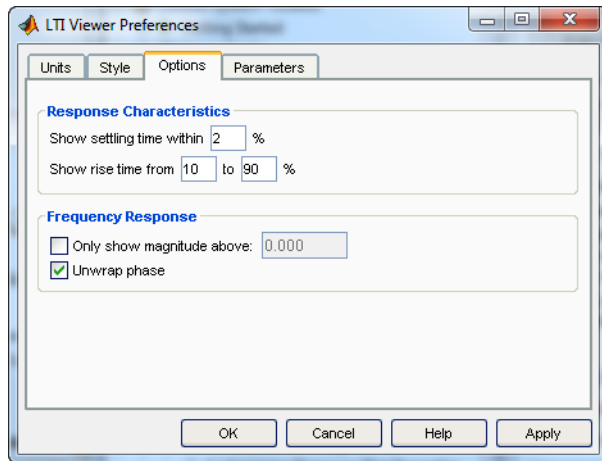 LTI Viewer Preferences
Units Style Options Parameters
Response Characteristics
Show settling time within 2 %
Show rise time from 10 to 90 %
Frequency Response
Only show magnitude above: 0.000
Unwrap phase
OK Cancel Help Apply